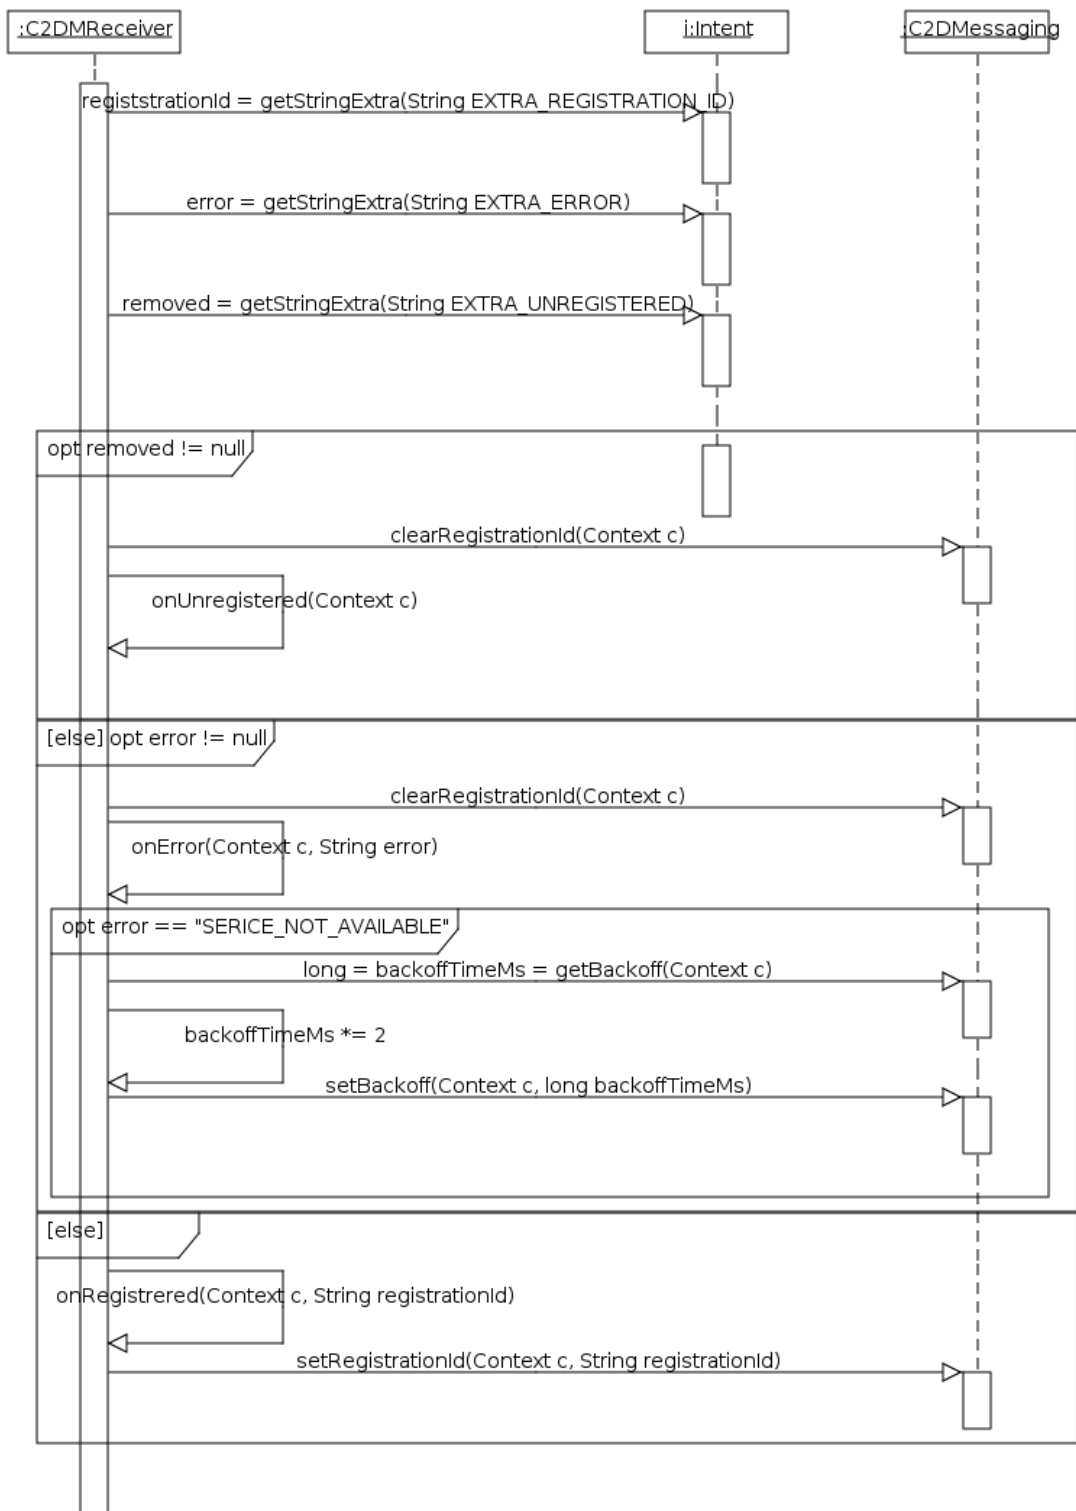 :C2DMReceiver
i:Intent
:C2DMessaging
registstrationId = getStringExtra(String EXTRA_REGISTRATION_ID)
error = getStringExtra(String EXTRA_ERROR)
removed = getStringExtra(String EXTRA_UNREGISTERED)
opt removed != null
clearRegistrationId(Context c)
onUnregistered(Context c)
[else] opt error != null
clearRegistrationId(Context c)
onError(Context c, String error)
opt error == "SERICE_NOT_AVAILABLE"
long = backoffTimeMs = getBackoff(Context c)
backoffTimeMs *= 2
setBackoff(Context c, long backoffTimeMs)
[else]
onRegistrered(Context c, String registrationId)
setRegistrationId(Context c, String registrationId)